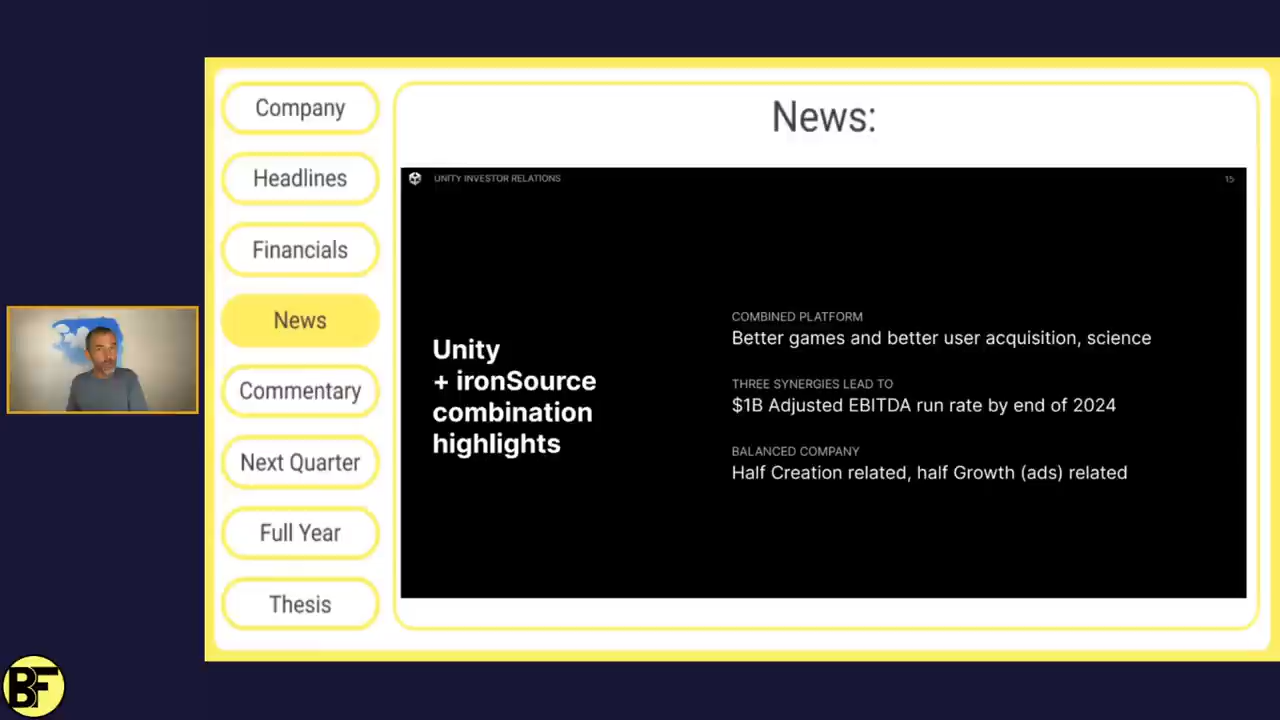 Company
Headlines
Financials
News
Commentary
Next Quarter
Full Year
Thesis
News:
UNITY INVESTOR RELATIONS
15
Unity
+ ironSource
combination
highlights
COMBINED PLATFORM
Better games and better user acquisition, science
THREE SYNERGIES LEAD TO
$1B Adjusted EBITDA run rate by end of 2024
BALANCED COMPANY
Half Creation related, half Growth (ads) related
BF